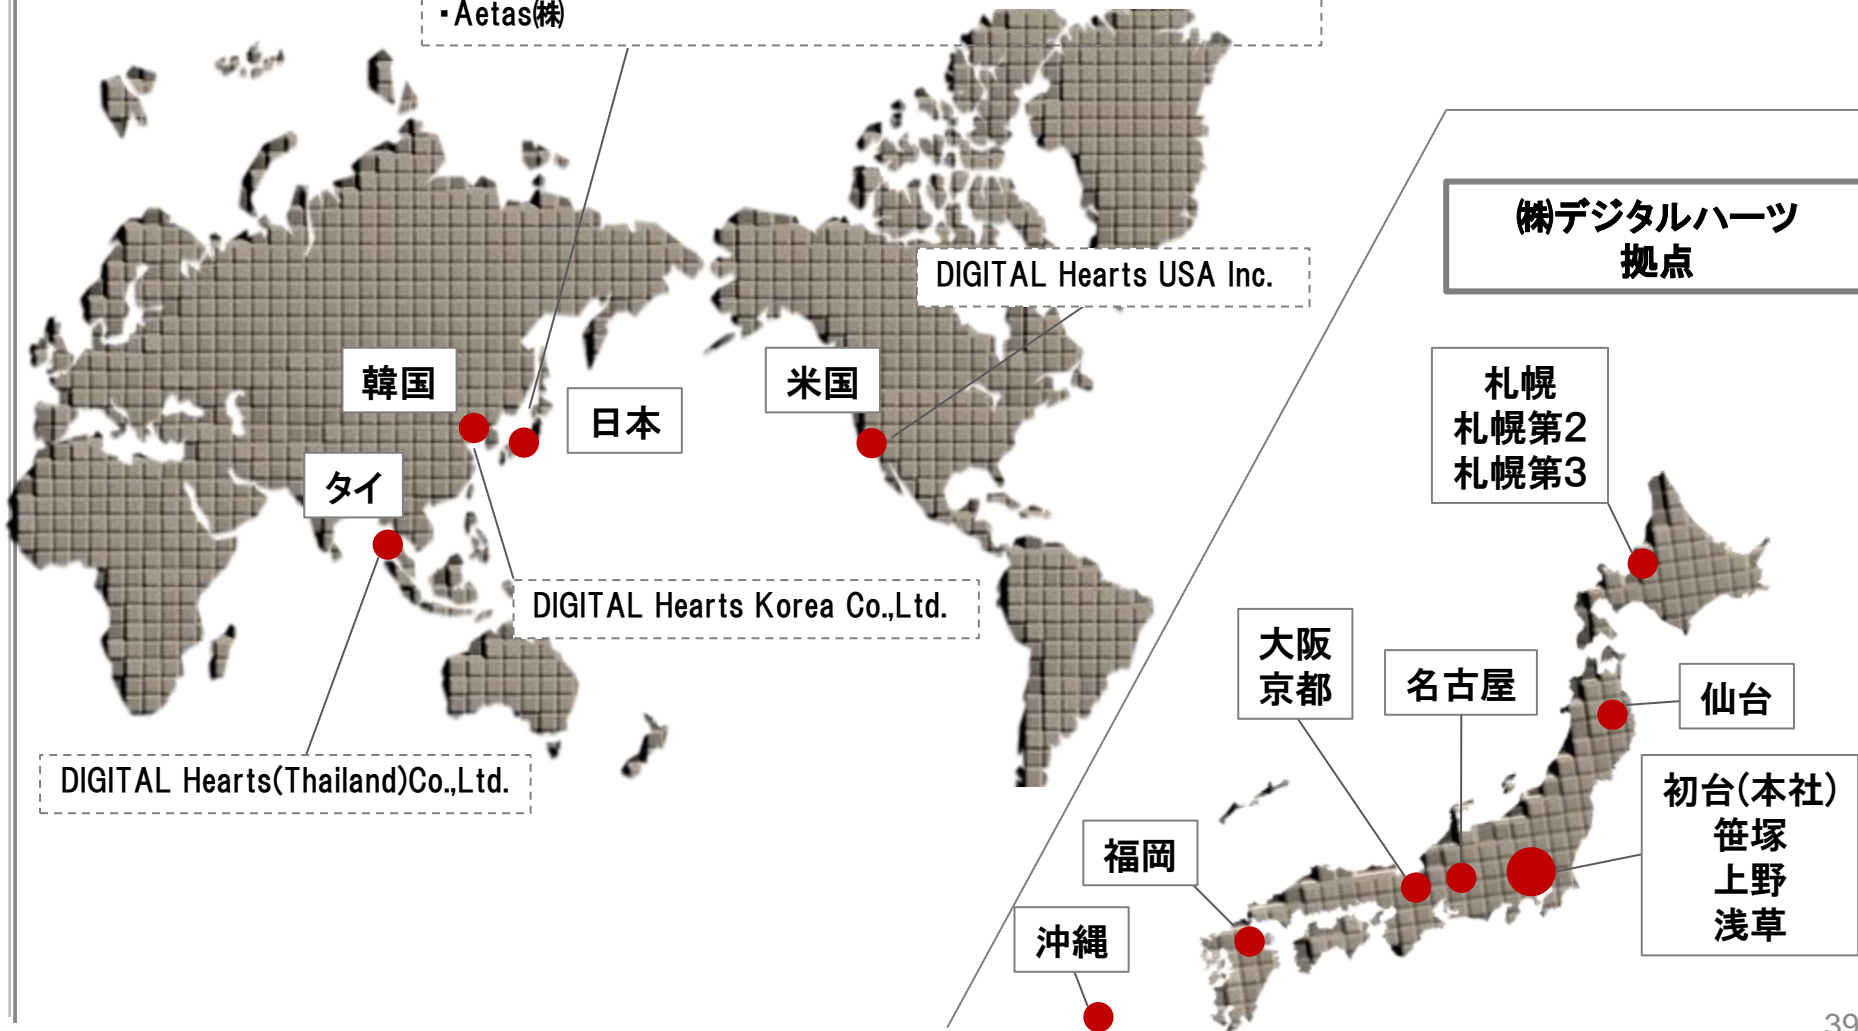 ・Aetas㈱
DIGITAL Hearts USA Inc.
韓国
日本
米国
タイ
DIGITAL Hearts Korea Co.,Ltd.
DIGITAL Hearts(Thailand)Co.,Ltd.
㈱デジタルハーツ
拠点
札幌
札幌第2
札幌第3
大阪
京都
名古屋
仙台
初台(本社)
笹塚
上野
浅草
福岡
沖縄
39